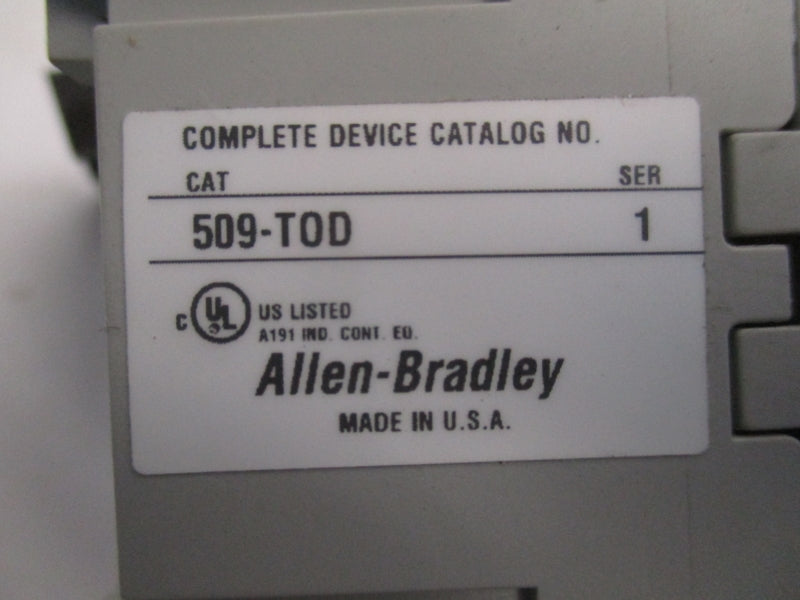 COMPLETE DEVICE CATALOG NO.
CAT SER
509-TOD 1
C UL US LISTED
A191 IND. CONT. EQ.
Allen-Bradley
MADE IN U.S.A.